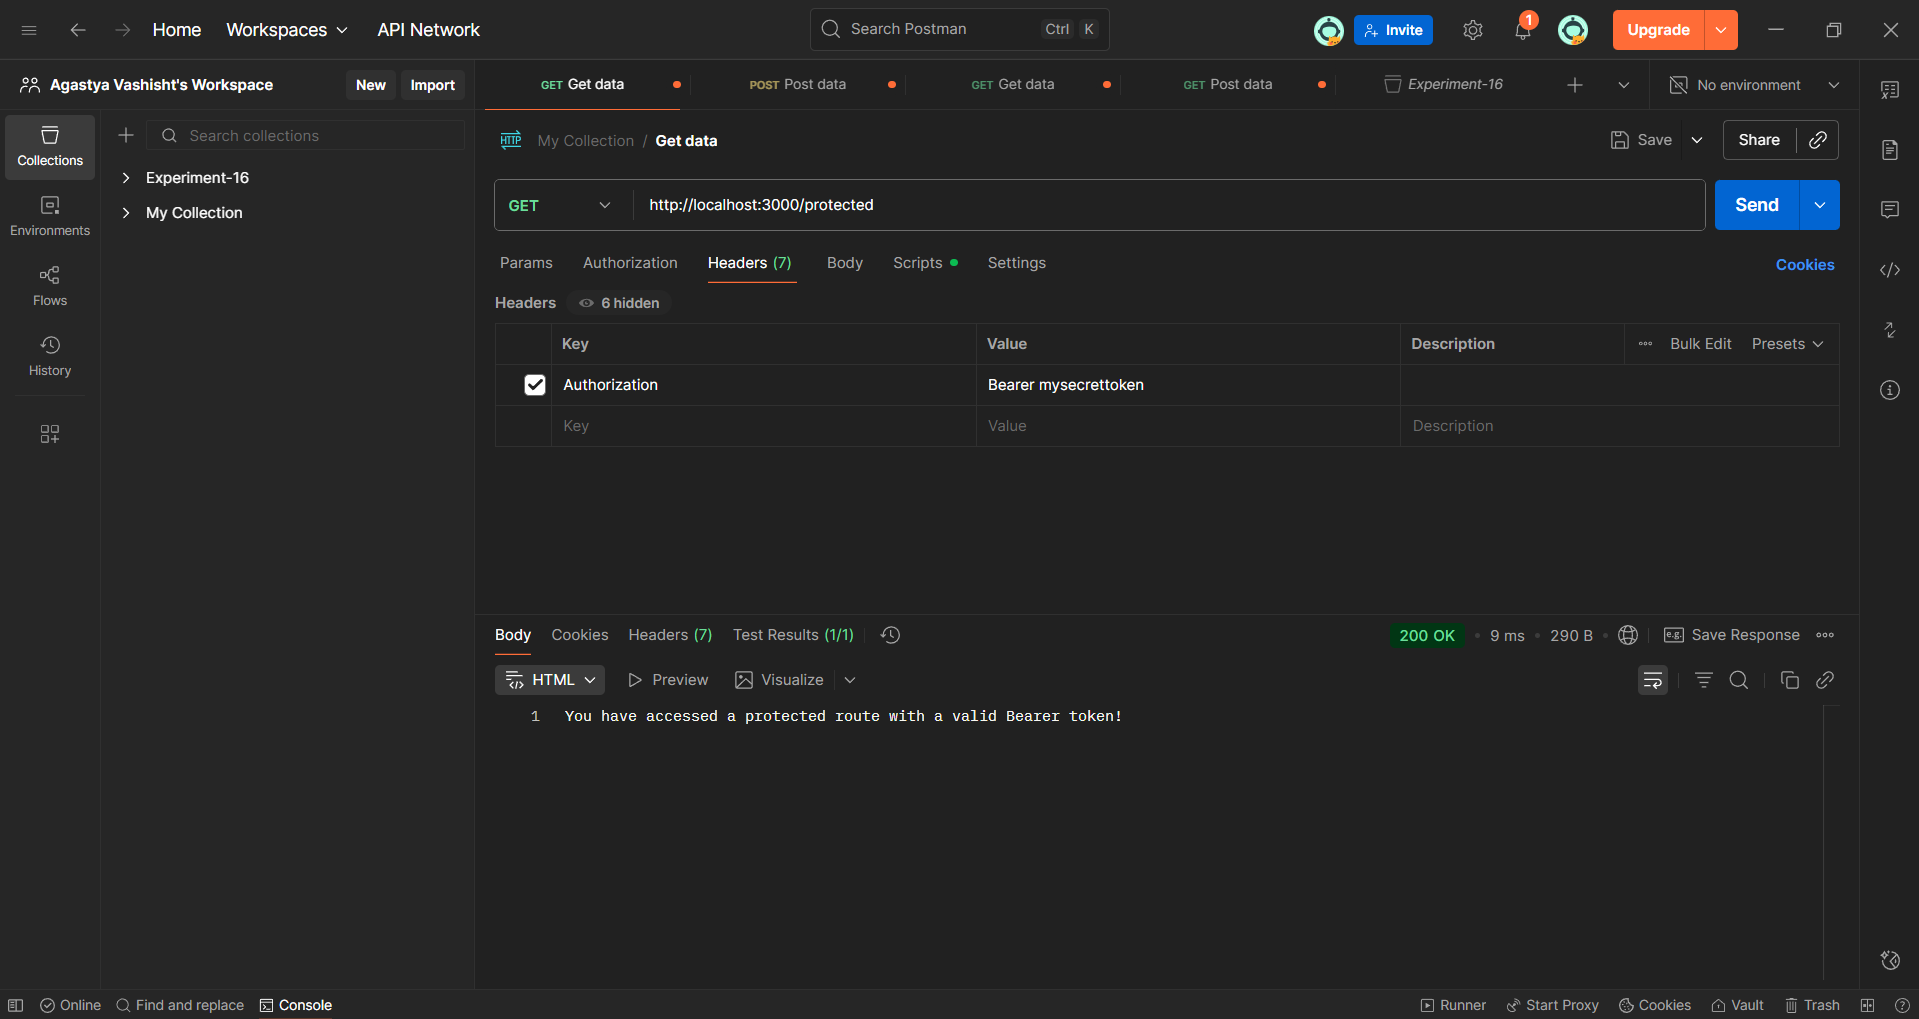 Home Workspaces API Network Search Postman Ctrl K Invite 1 Upgrade
Agastya Vashisht's Workspace New Import GET Get data POST Post data GET Get data GET Post data Experiment-16 No environment
Collections
Environments
Flows
History
Search collections
Experiment-16
My Collection
HTTP My Collection / Get data Save Share
GET http://localhost:3000/protected Send
Params Authorization Headers (7) Body Scripts Settings Cookies
Headers 6 hidden
Key Value Description Bulk Edit Presets
Authorization Bearer mysecrettoken
Key Value Description
Body Cookies Headers (7) Test Results (1/1) 200 OK 9 ms 290 B e.g. Save Response
HTML Preview Visualize
1 You have accessed a protected route with a valid Bearer token!
Online Find and replace Console Runner Start Proxy Cookies Vault Trash